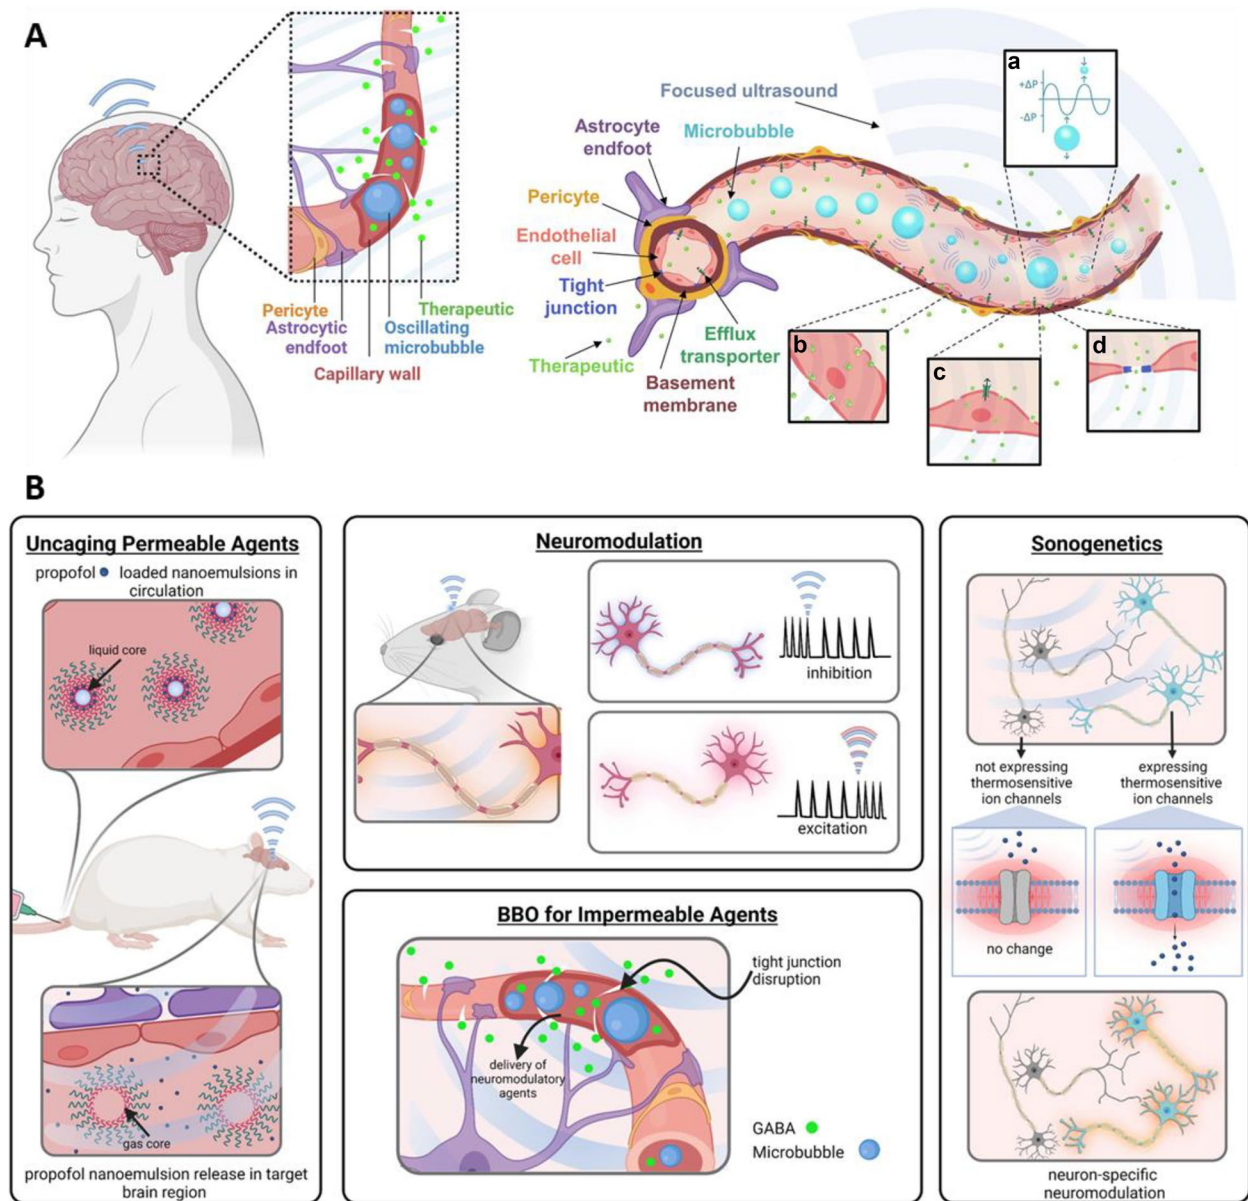 A
Pericyte
Astrocytic
endfoot
Therapeutic
Oscillating
microbubble
Capillary wall
Focused ultrasound
Astrocyte
endfoot
Microbubble
Pericyte
Endothelial
cell
Tight
junction
Therapeutic
Efflux
transporter
Basement
membrane
a
+ΔP
-ΔP
b
c
d
B
Uncaging Permeable Agents
propofol loaded nanoemulsions in
circulation
liquid core
gas core
propofol nanoemulsion release in target
brain region
Neuromodulation
inhibition
excitation
BBO for Impermeable Agents
tight junction
disruption
delivery of
neuromodulatory
agents
GABA
Microbubble
Sonogenetics
not expressing
thermosensitive
ion channels
expressing
thermosensitive
ion channels
no change
neuron-specific
neuromodulation